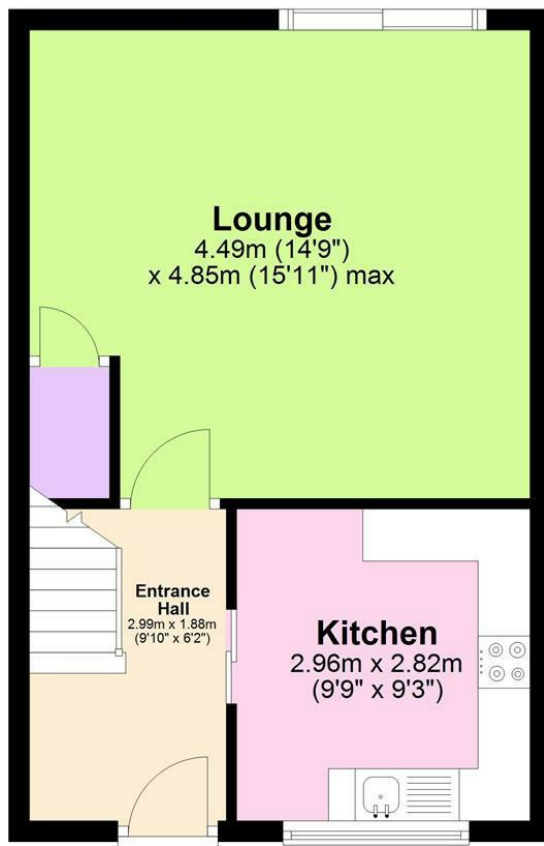 Lounge
4.49m (14'9")
x 4.85m (15'11") max
Entrance
Hall
2.99m x 1.88m
(9'10" x 6'2")
Kitchen
2.96m x 2.82m
(9'9" x 9'3")